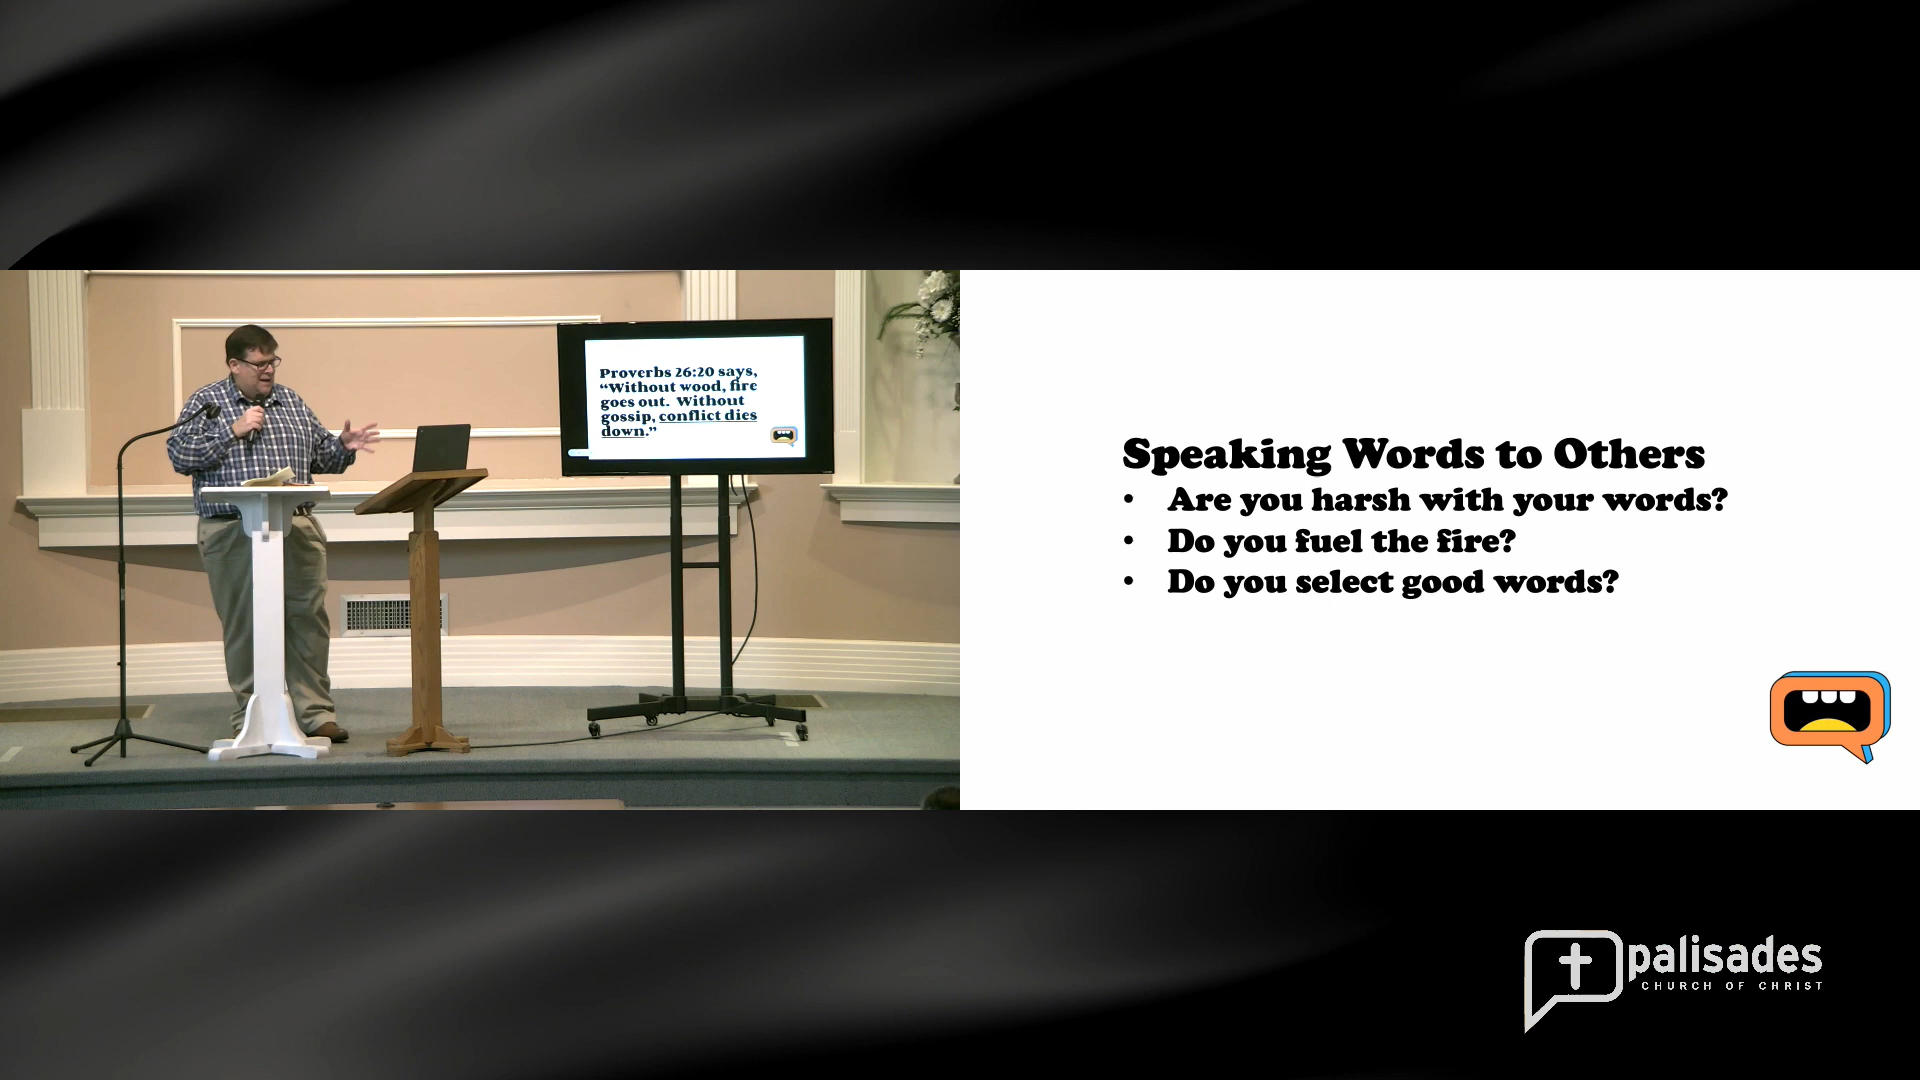 Proverbs 26:20 says,
“Without wood, fire
goes out. Without
gossip, conflict dies
down.”
Speaking Words to Others
• Are you harsh with your words?
• Do you fuel the fire?
• Do you select good words?
palisades
CHURCH OF CHRIST